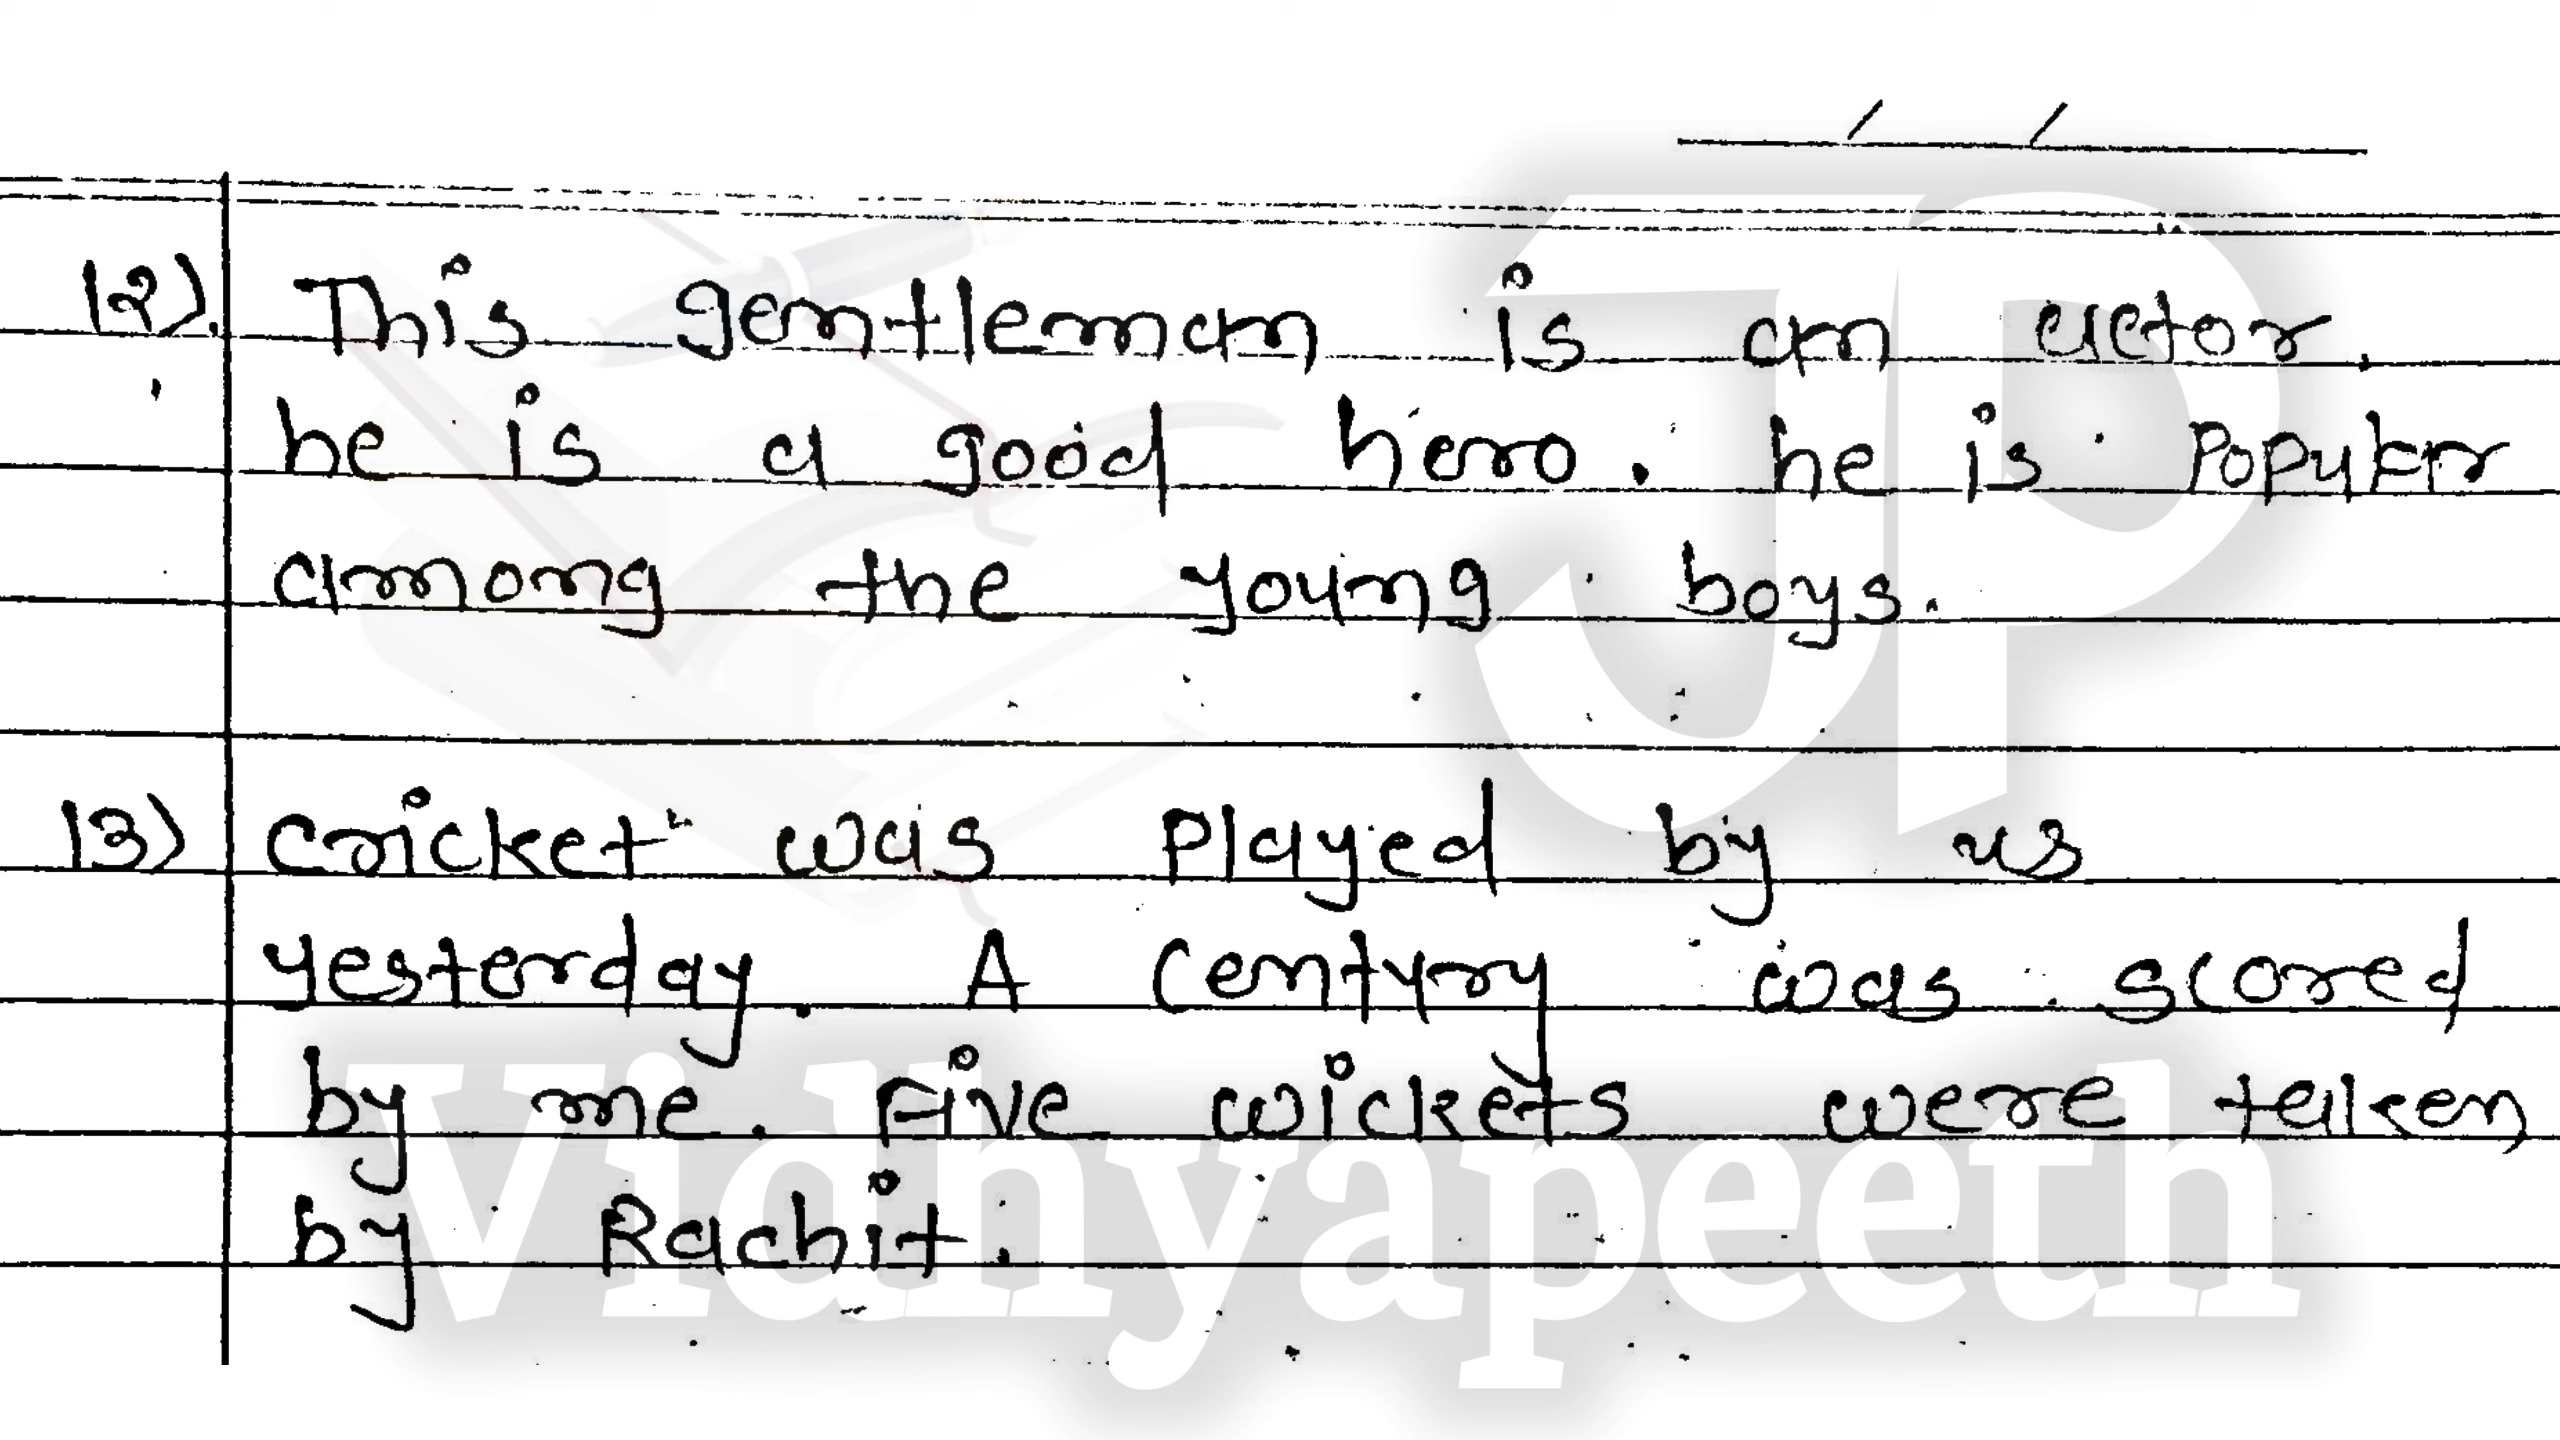 12). This gentleman is an actor.
he is a good hero. he is Popular
among the young boys.
13) cricket was Played by us
yesterday. A century was scored
by me. Five wickets were taken
by Rachit.
JP
Vidhyapeeth